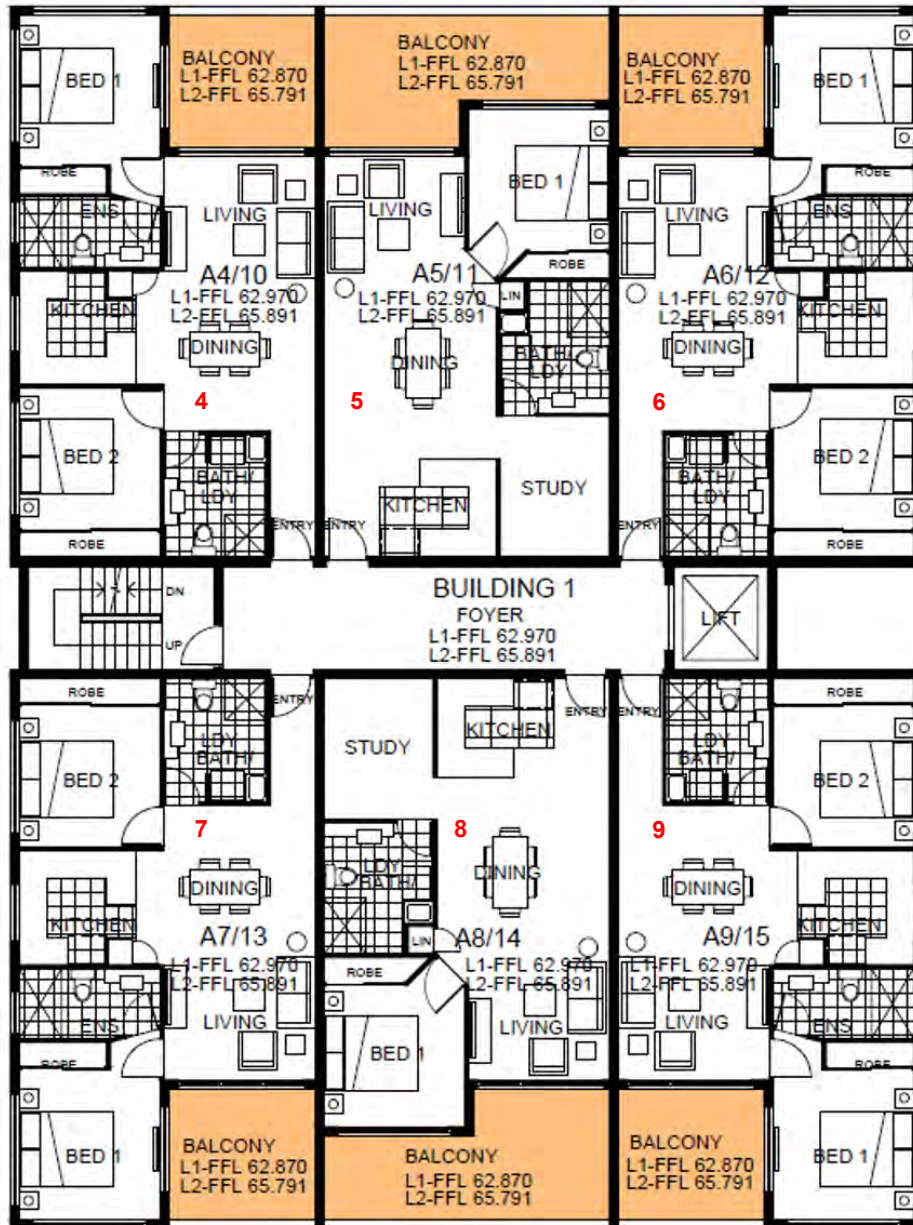 BED 1
BALCONY
L1-FFL 62.870
L2-FFL 65.791
BALCONY
L1-FFL 62.870
L2-FFL 65.791
BALCONY
L1-FFL 62.870
L2-FFL 65.791
BED 1
ROBE
ENS
LIVING
LIVING
BED 1
ROBE
LIVING
ROBE
ENS
A4/10
L1-FFL 62.970
L2-FFL 65.891
A5/11
L1-FFL 62.970
L2-FFL 65.891
LIN
A6/12
L1-FFL 62.970
L2-FFL 65.891
KITCHEN
DINING
DINING
BATH/
LDY
DINING
KITCHEN
4
5
6
BED 2
BATH/
LDY
KITCHEN
STUDY
BATH/
LDY
BED 2
ROBE
ENTRY
ENTRY
ENTRY
ROBE
DN
UP
BUILDING 1
FOYER
L1-FFL 62.970
L2-FFL 65.891
LIFT
ROBE
ENTRY
ENTRY
ENTRY
ROBE
BED 2
LDY
BATH/
STUDY
KITCHEN
LDY
BATH/
BED 2
7
8
9
KITCHEN
DINING
LDY
BATH/
DINING
DINING
KITCHEN
A7/13
L1-FFL 62.970
L2-FFL 65.891
LIN
A8/14
L1-FFL 62.970
L2-FFL 65.891
A9/15
L1-FFL 62.970
L2-FFL 65.891
ENS
LIVING
ROBE
LIVING
LIVING
ENS
ROBE
BED 1
ROBE
BED 1
BALCONY
L1-FFL 62.870
L2-FFL 65.791
BALCONY
L1-FFL 62.870
L2-FFL 65.791
BALCONY
L1-FFL 62.870
L2-FFL 65.791
BED 1